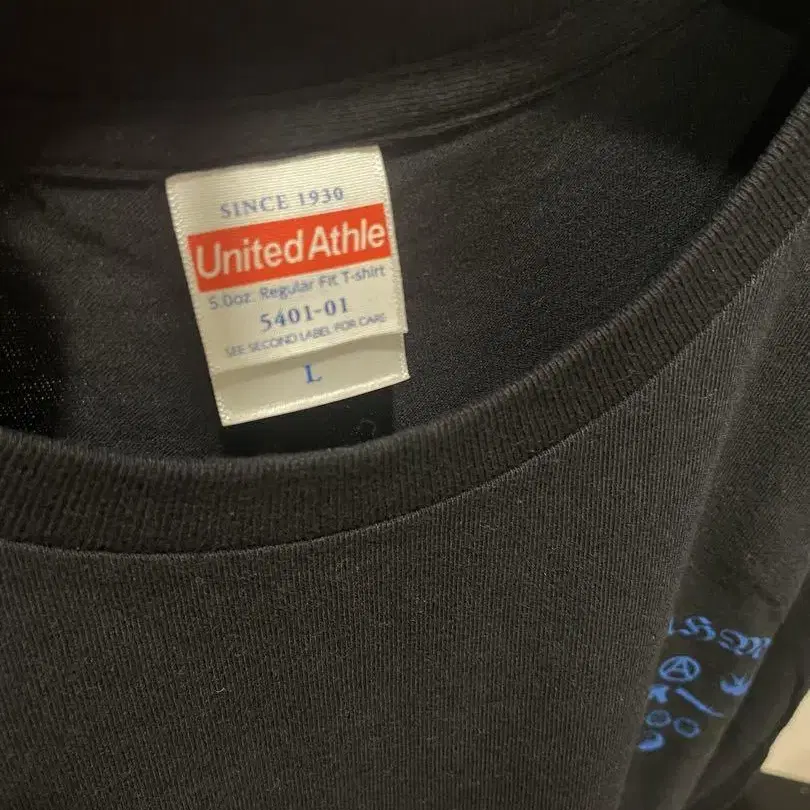 SINCE 1930
United Athle
5.0oz. Regular Fit T-shirt
5401-01
SEE SECOND LABEL FOR CARE
L